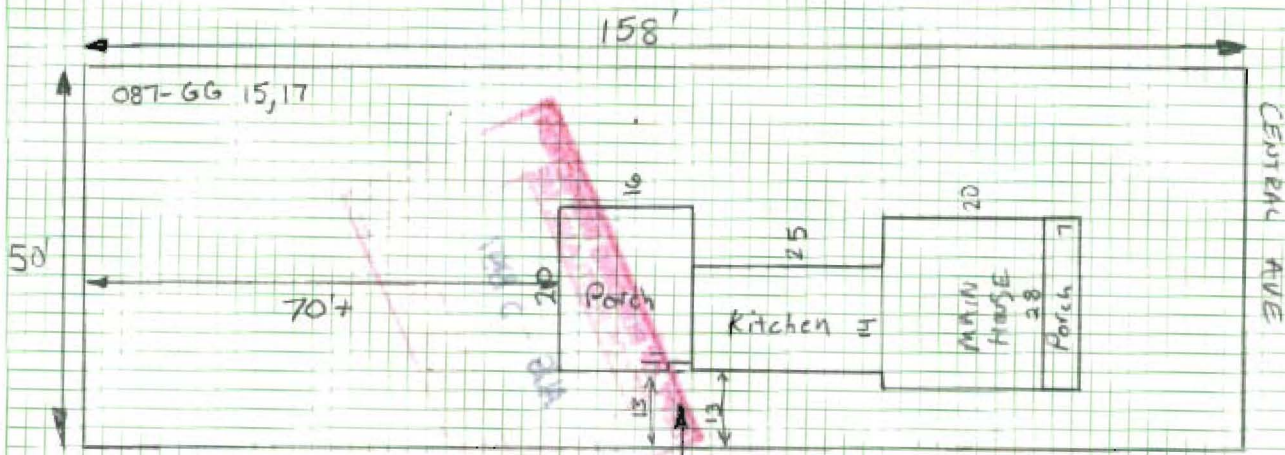 158'
087-GG 15,17
CENTRAL AVE
50'
70'+
20
16
Porch
25
Kitchen
14
20
MAIN
HOUSE
28
Porch
7
13
13